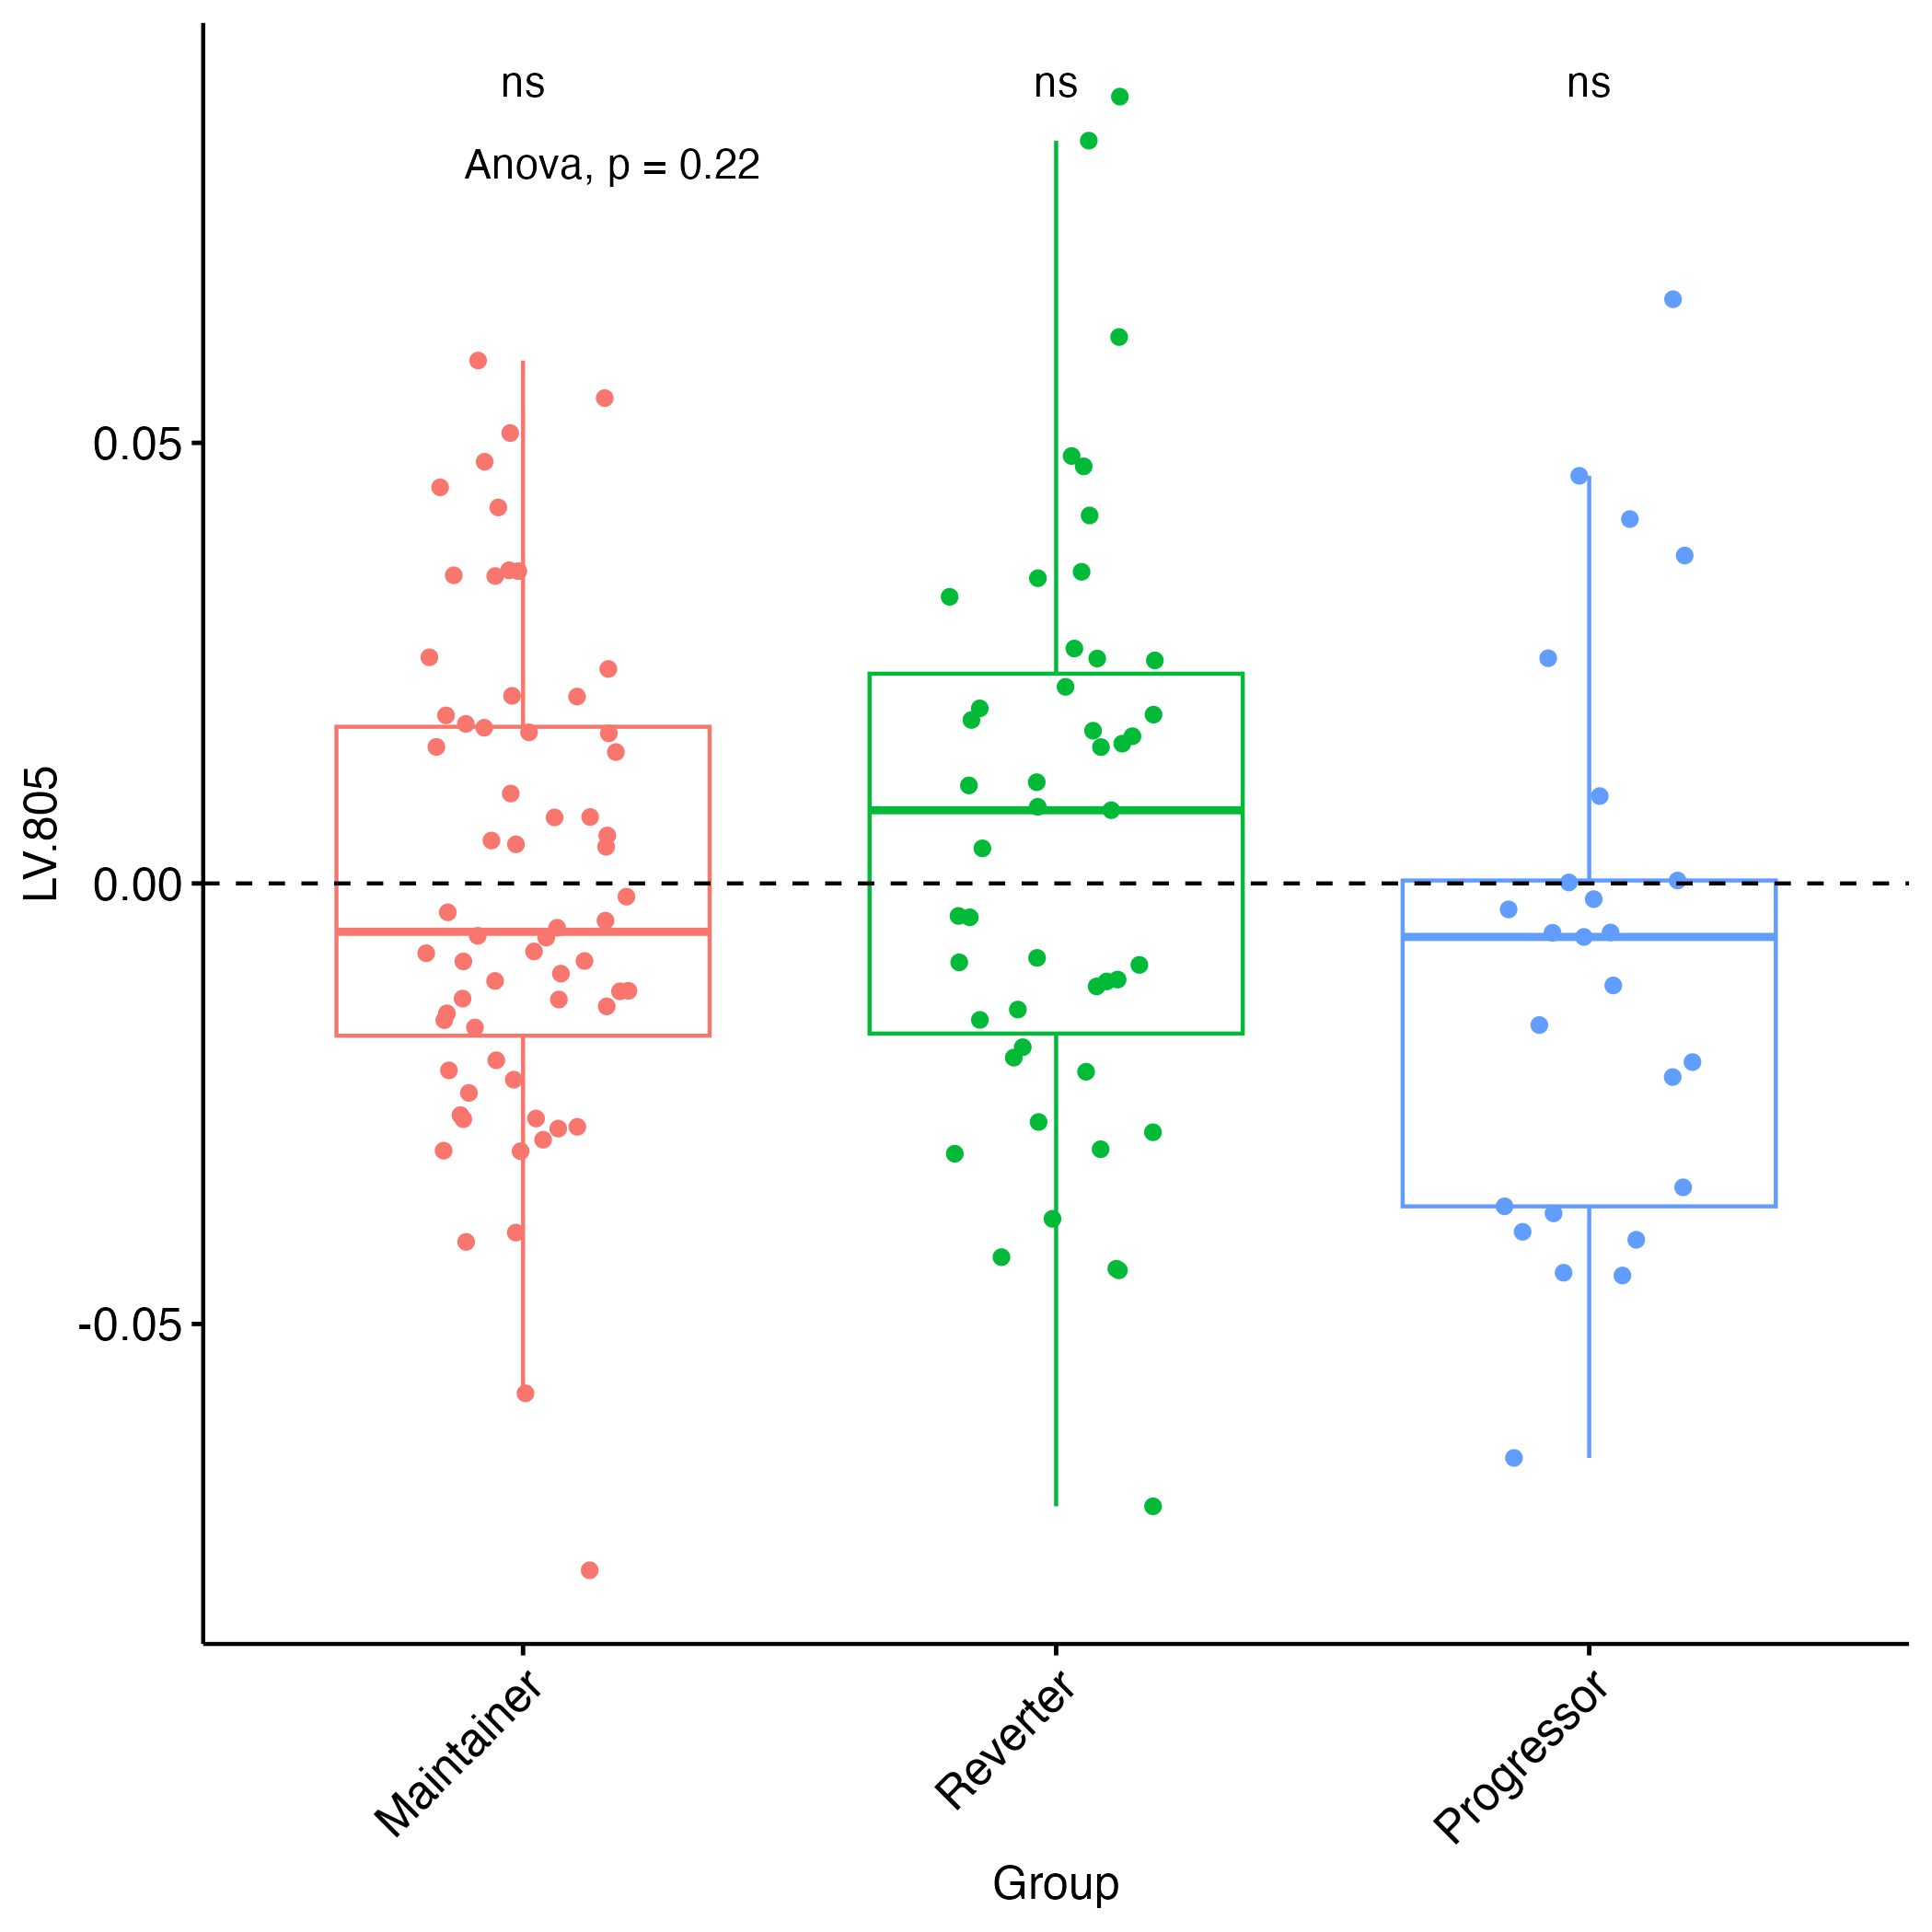 ns ns ns
Anova, p = 0.22
0.05
0.00
-0.05
LV.805
Maintainer Reverter Progressor
Group